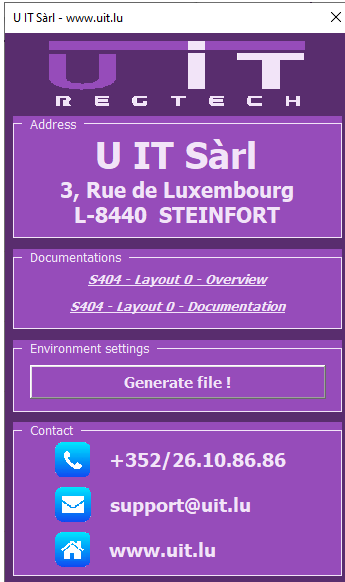 U IT Sàrl - www.uit.lu
U IT
REGTECH
Address
U IT Sàrl
3, Rue de Luxembourg
L-8440 STEINFORT
Documentations
S404 - Layout 0 - Overview
S404 - Layout 0 - Documentation
Environment settings
Generate file !
Contact
+352/26.10.86.86
support@uit.lu
www.uit.lu